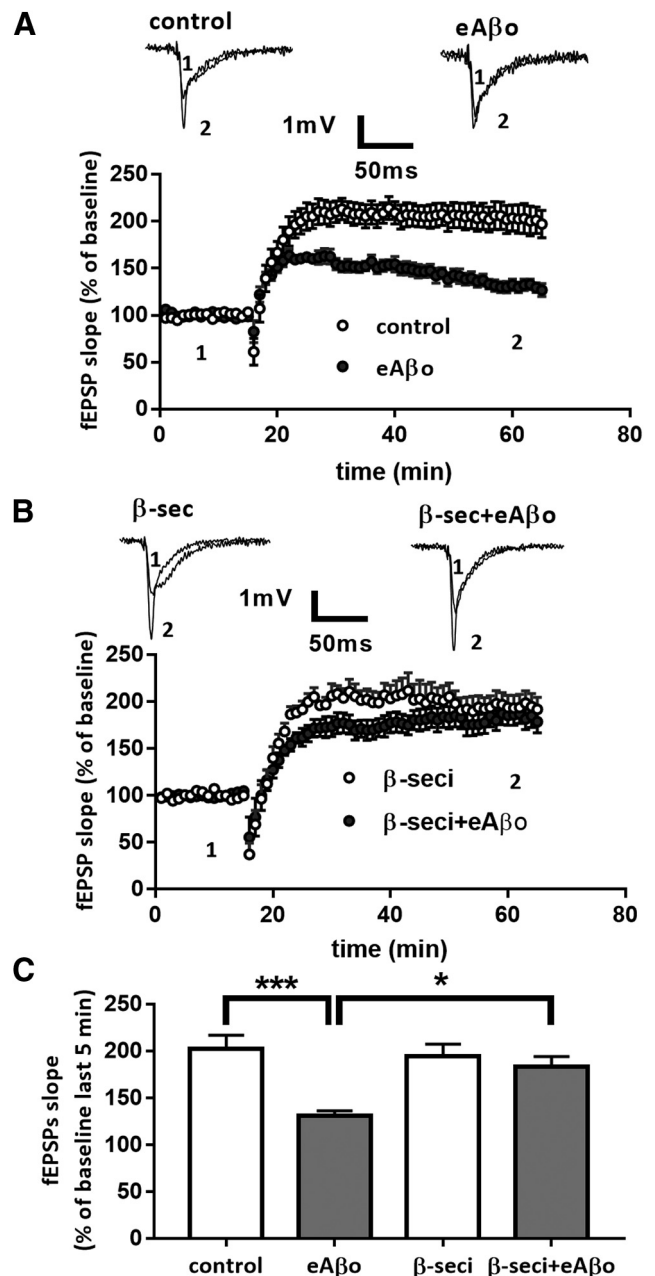 A
control
eAβo
1
2
1
2
1mV
50ms
fEPSP slope (% of baseline)
250
200
150
100
50
0
1
control
eAβo
2
0
20
40
60
80
time (min)
B
β-sec
β-sec+eAβo
1
2
1
2
1mV
50ms
fEPSP slope (% of baseline)
250
200
150
100
50
0
1
β-seci
β-seci+eAβo
2
0
20
40
60
80
time (min)
C
fEPSPs slope
(% of baseline last 5 min)
250
200
150
100
50
0
***
*
control
eAβo
β-seci
β-seci+eAβo